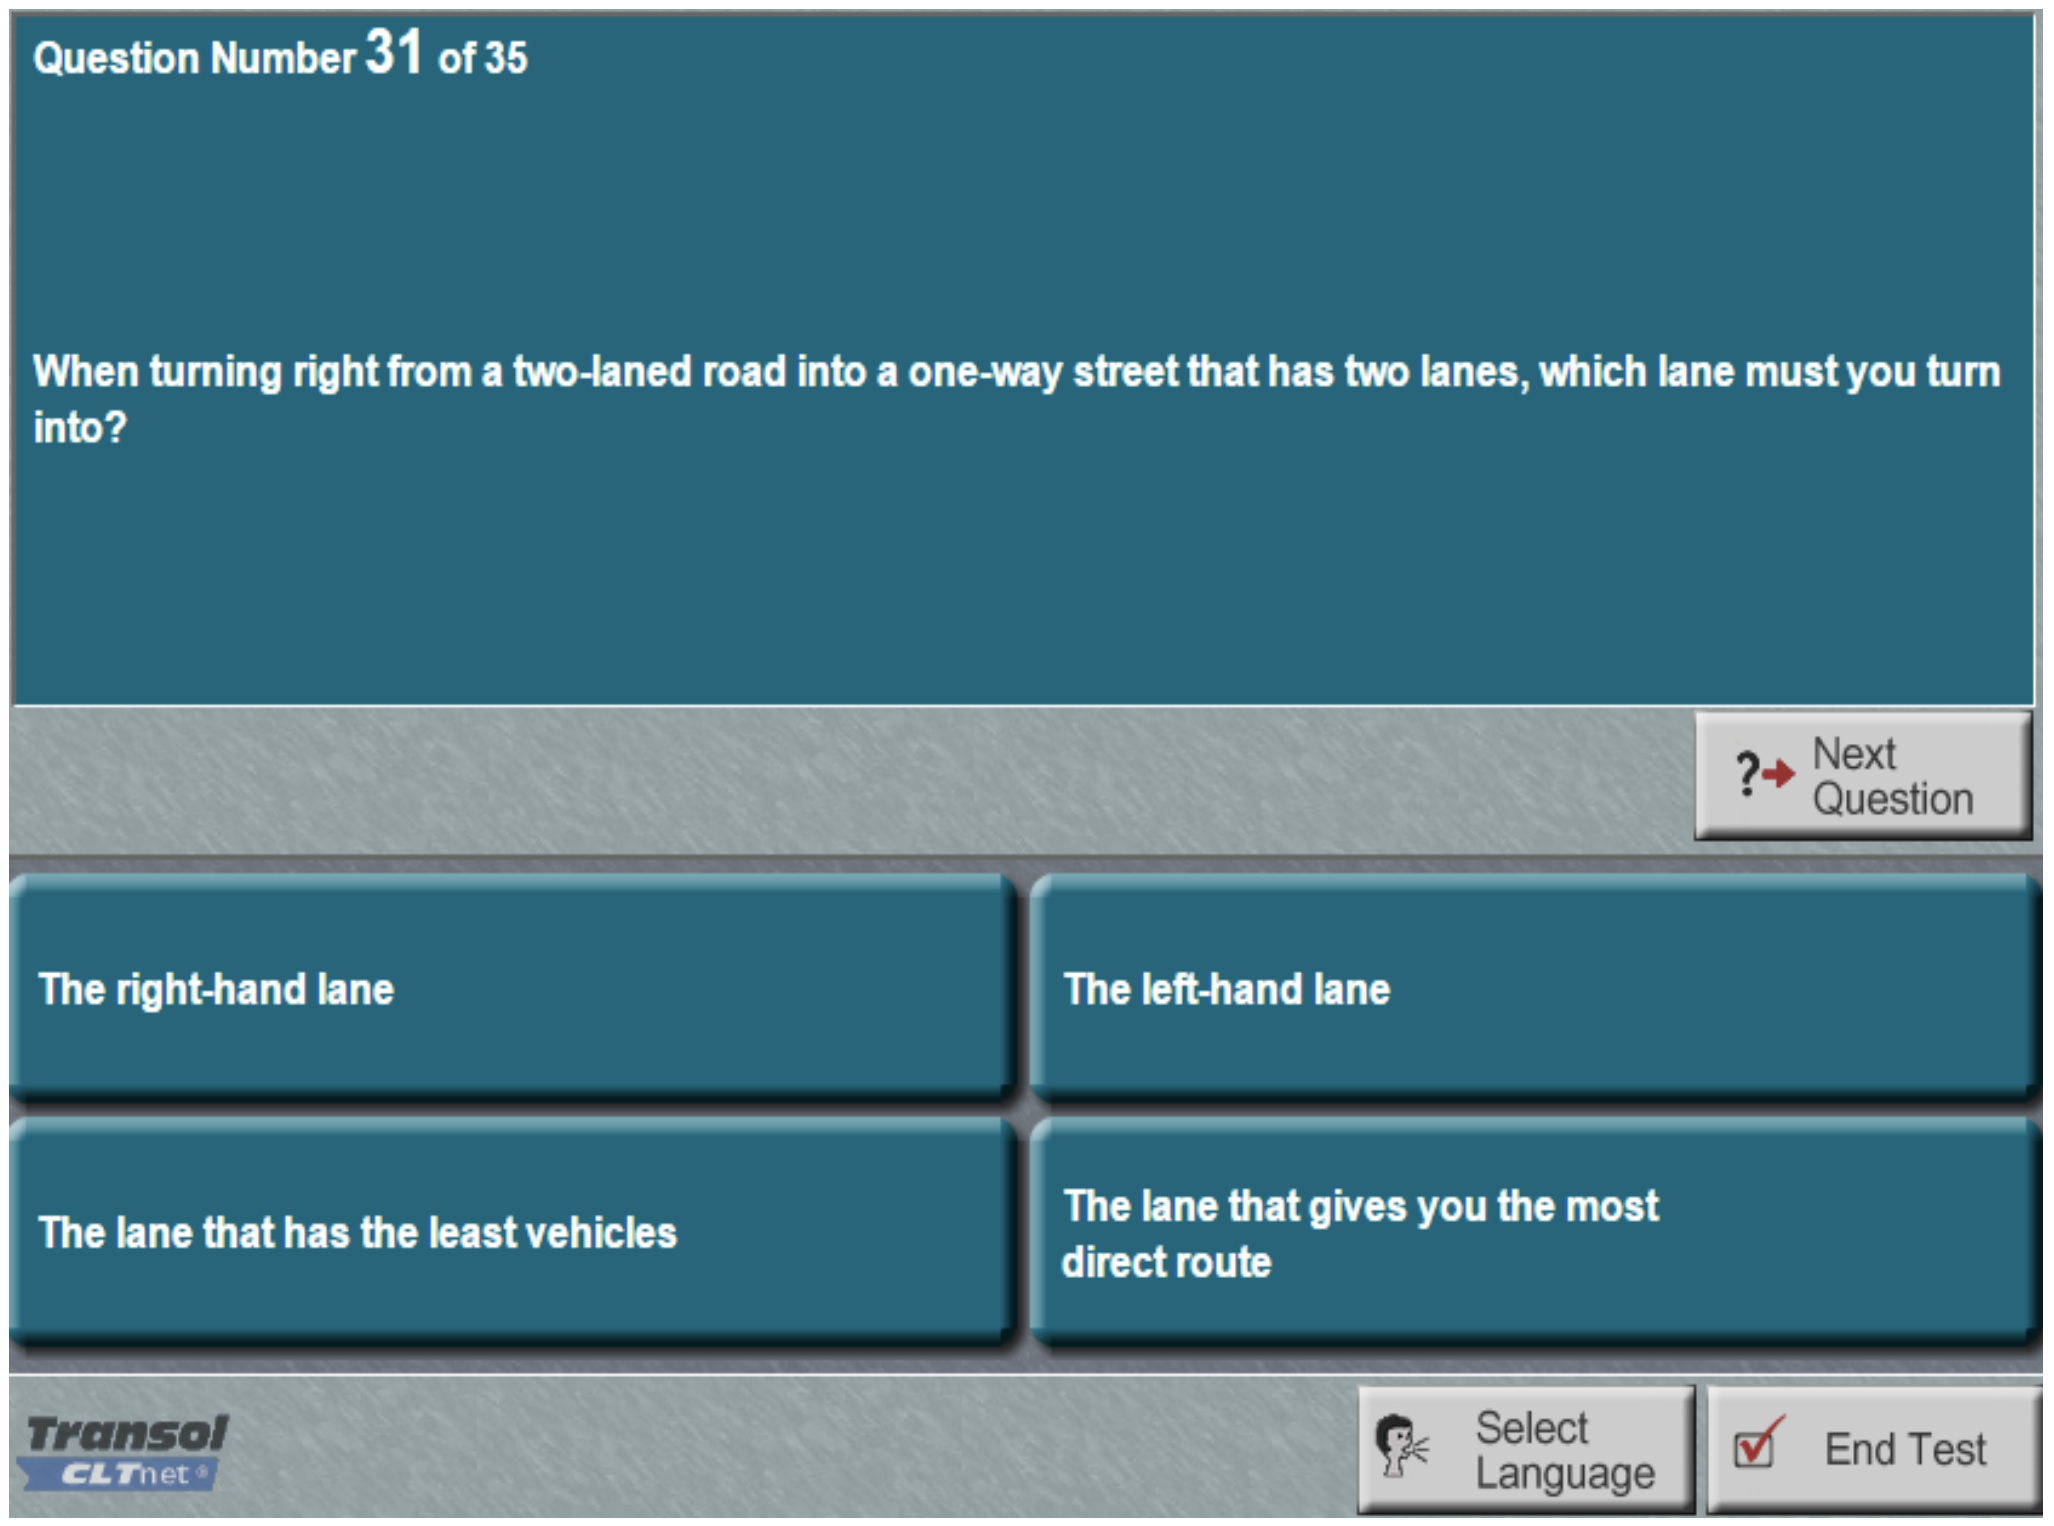 Question Number 31 of 35
When turning right from a two-laned road into a one-way street that has two lanes, which lane must you turn
into?
Next
Question
The right-hand lane
The left-hand lane
The lane that has the least vehicles
The lane that gives you the most
direct route
Transol
CLTnet ®
Select
Language
End Test